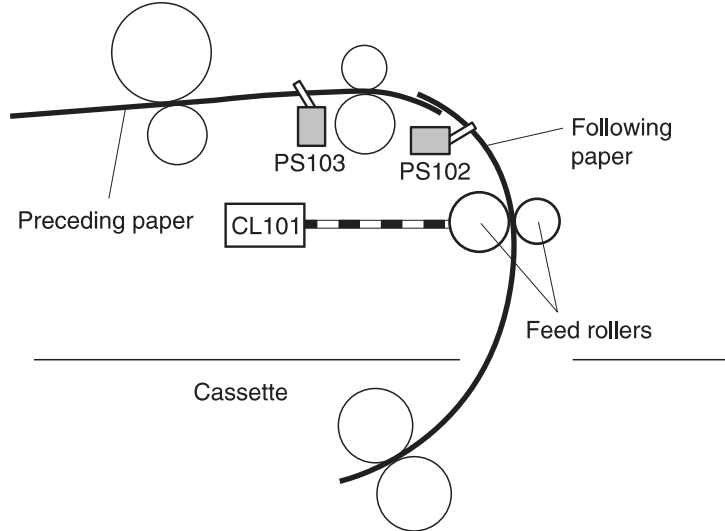 PS103
PS102
Following
paper
Preceding paper
CL101
Feed rollers
Cassette